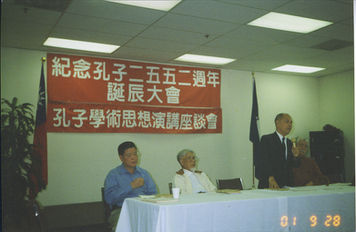 紀念孔子二五五二週年
誕辰大會
孔子學術思想演講座談會
01 9 28